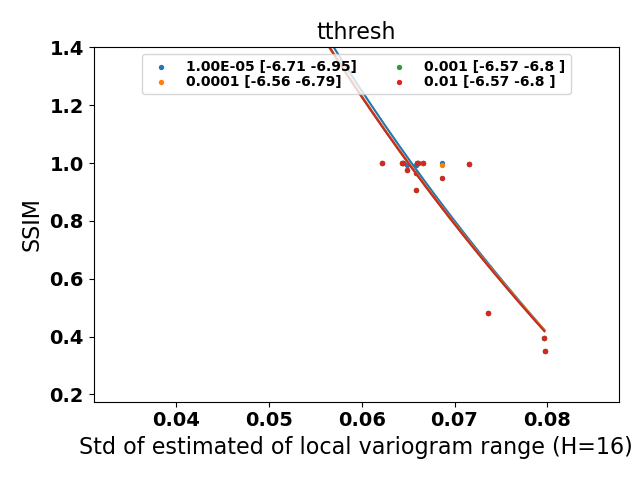 tthresh
1.4
1.00E-05 [-6.71 -6.95]
0.001 [-6.57 -6.8 ]
0.0001 [-6.56 -6.79]
0.01 [-6.57 -6.8 ]
1.2
1.0
SSIM
0.8
0.6
0.4
0.2
0.04 0.05 0.06 0.07 0.08
Std of estimated of local variogram range (H=16)